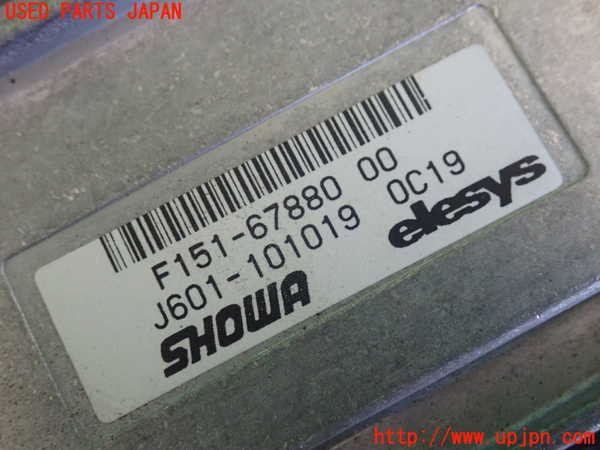 USED PARTS JAPAN
F151-67880 00
J601-101019 0C19
SHOWA elesys
http://www.upjpn.com/